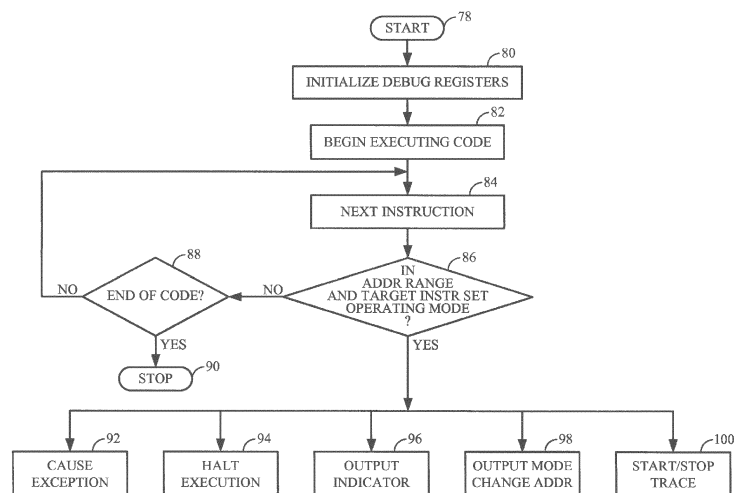 START
78
80
INITIALIZE DEBUG REGISTERS
82
BEGIN EXECUTING CODE
84
NEXT INSTRUCTION
86
IN
ADDR RANGE
AND TARGET INSTR SET
OPERATING MODE
?
NO
88
END OF CODE?
NO
YES
YES
90
STOP
92
CAUSE
EXCEPTION
94
HALT
EXECUTION
96
OUTPUT
INDICATOR
98
OUTPUT MODE
CHANGE ADDR
100
START/STOP
TRACE